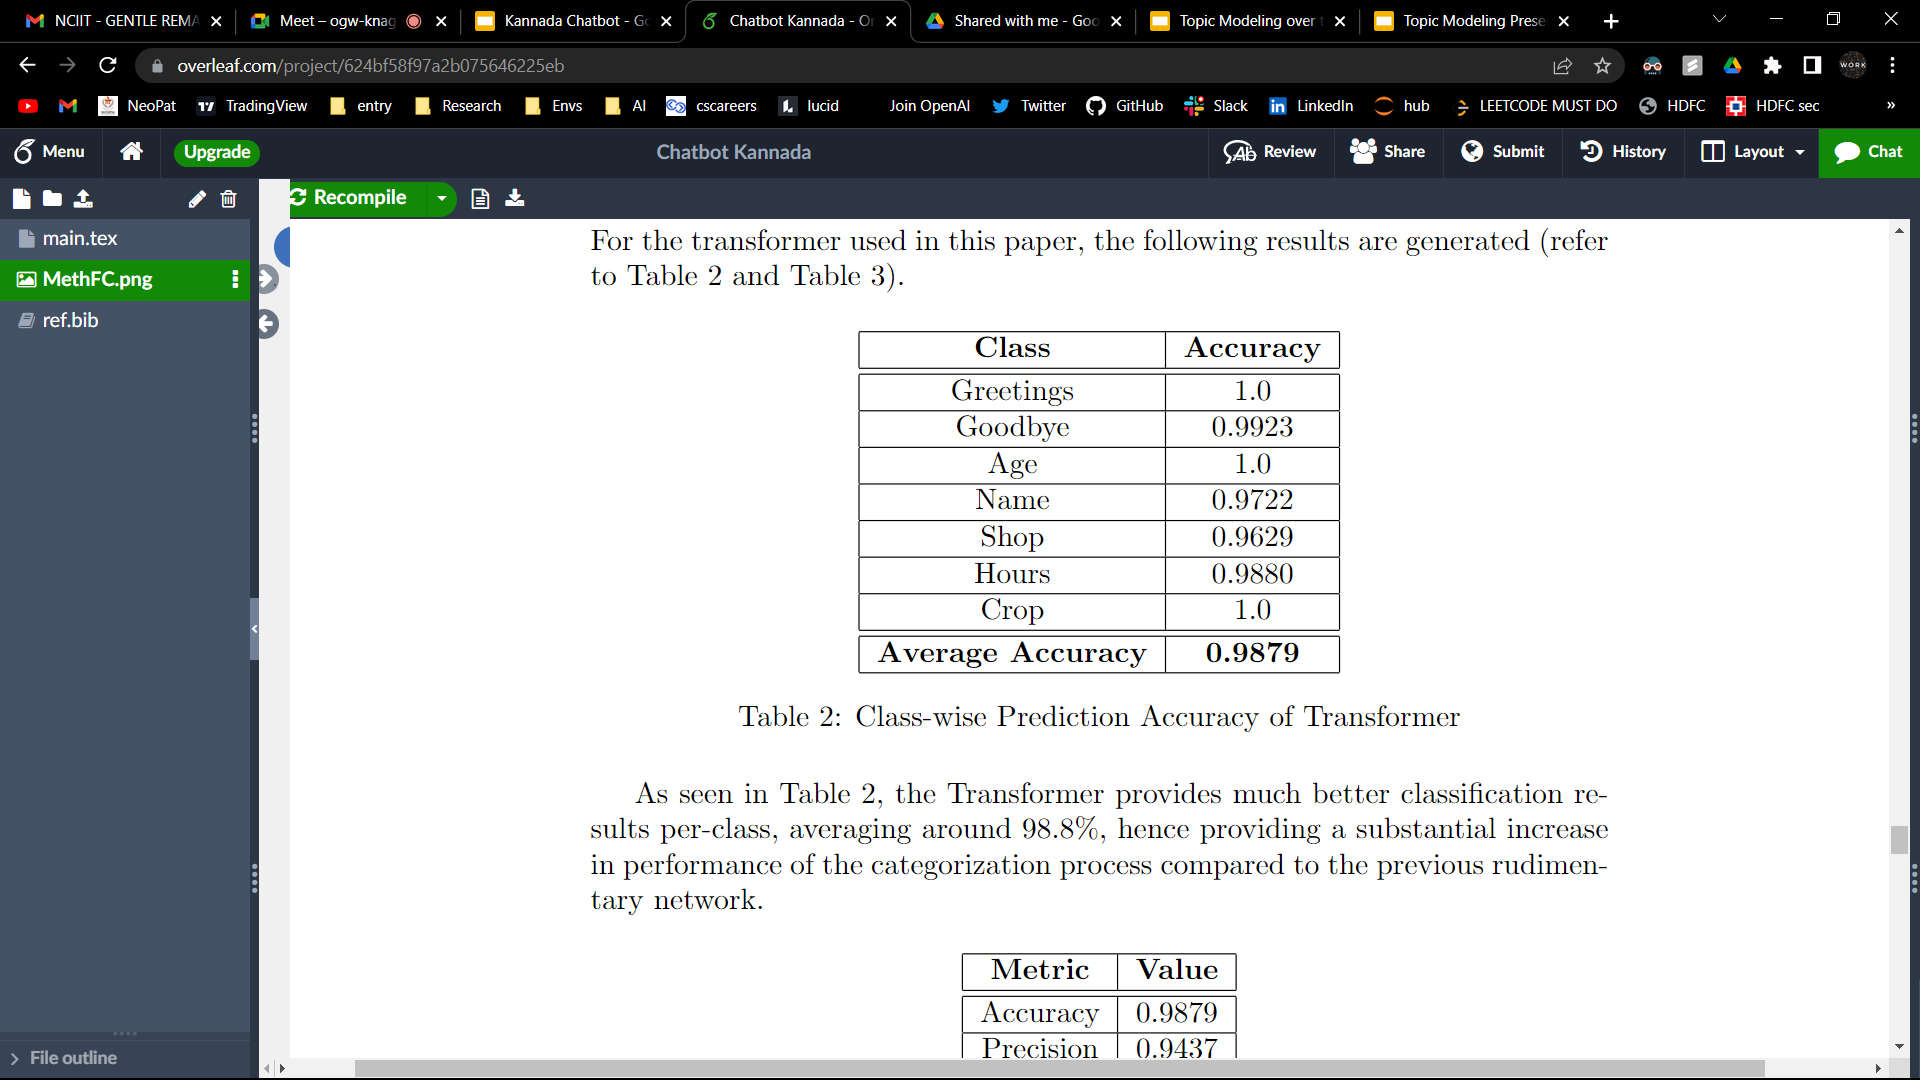 NCIIT - GENTLE REMA
Meet – ogw-knag
Kannada Chatbot - Go
Chatbot Kannada - O
Shared with me - Goo
Topic Modeling over t
Topic Modeling Prese
overleaf.com/project/624bf58f97a2b075646225eb
WORK
NeoPat
TradingView
entry
Research
Envs
AI
cscareers
lucid
Join OpenAI
Twitter
GitHub
Slack
LinkedIn
hub
LEETCODE MUST DO
HDFC
HDFC sec
»
Menu
Upgrade
Chatbot Kannada
Review
Share
Submit
History
Layout
Chat
Recompile
main.tex
MethFC.png
ref.bib
File outline
For the transformer used in this paper, the following results are generated (refer
to Table 2 and Table 3).
Class Accuracy
Greetings 1.0
Goodbye 0.9923
Age 1.0
Name 0.9722
Shop 0.9629
Hours 0.9880
Crop 1.0
Average Accuracy 0.9879
Table 2: Class-wise Prediction Accuracy of Transformer
As seen in Table 2, the Transformer provides much better classification re-
sults per-class, averaging around 98.8%, hence providing a substantial increase
in performance of the categorization process compared to the previous rudimen-
tary network.
Metric Value
Accuracy 0.9879
Precision 0.9437